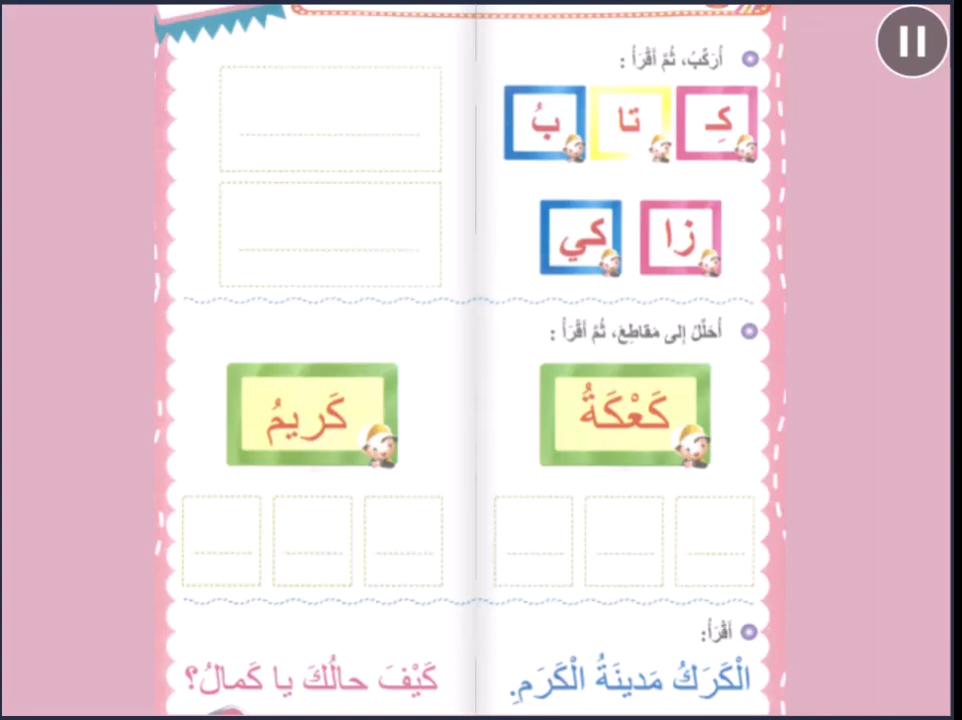 أُرَكِّبُ، ثُمَّ أَقْرَأُ :
كِـ تا بُ
زا كي
أُحَلِّلُ إِلى مَقاطِعَ، ثُمَّ أَقْرَأُ :
كَعْكَةُ كَريمُ
أَقْرَأُ:
الْكَرَكُ مَدينَةُ الْكَرَمِ. كَيْفَ حالُكَ يا كَمالُ؟